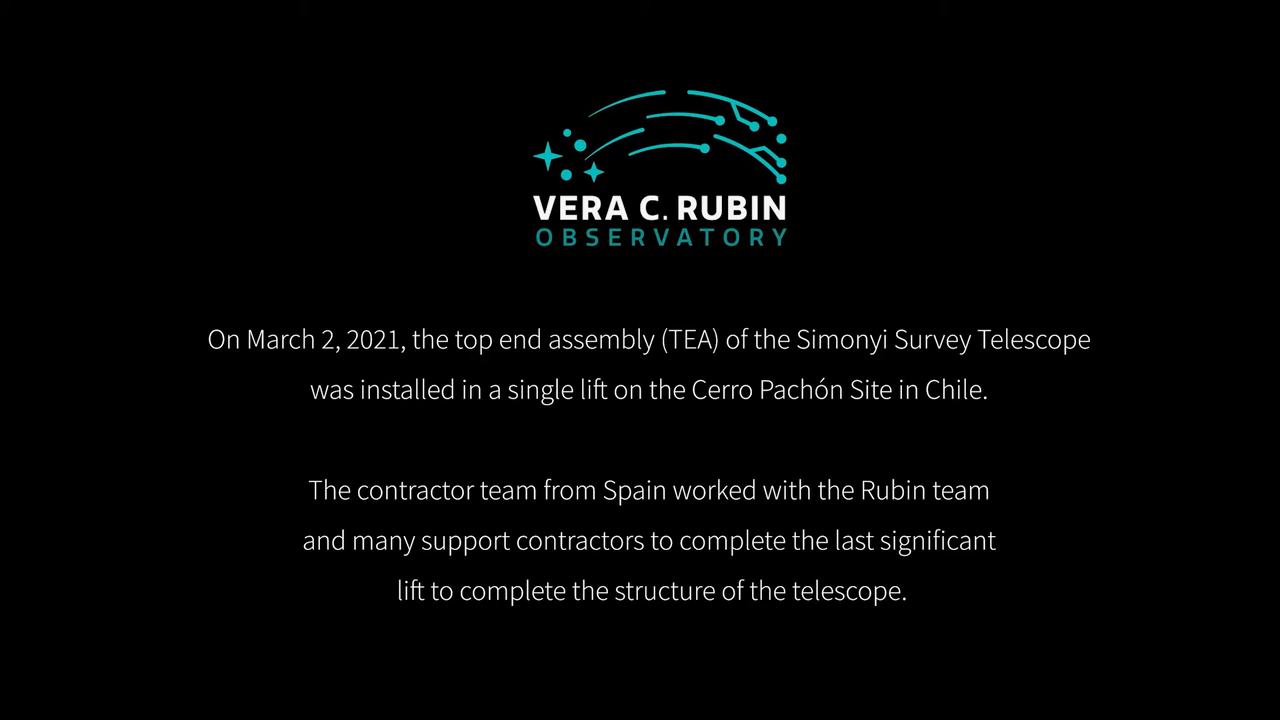 VERA C. RUBIN
OBSERVATORY
On March 2, 2021, the top end assembly (TEA) of the Simonyi Survey Telescope
was installed in a single lift on the Cerro Pachón Site in Chile.
The contractor team from Spain worked with the Rubin team
and many support contractors to complete the last significant
lift to complete the structure of the telescope.